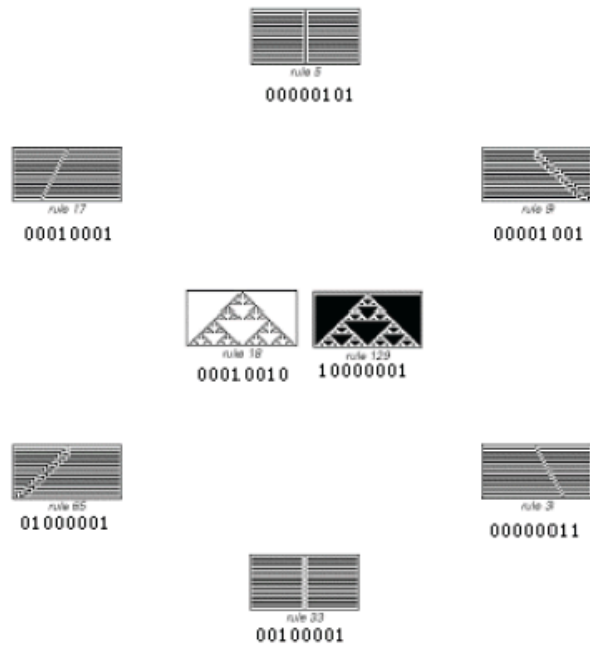 rule 5
00000101
rule 17
00010001
rule 9
00001001
rule 18
00010010
rule 129
10000001
rule 65
01000001
rule 3
00000011
rule 33
00100001